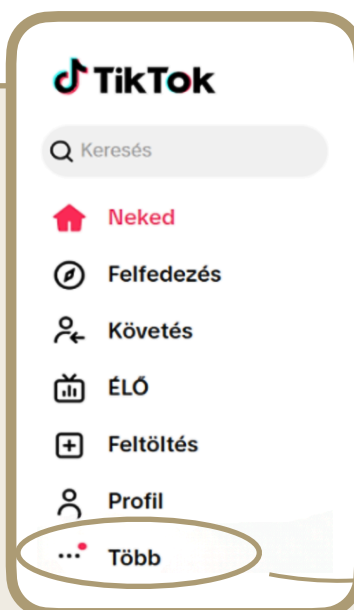 TikTok
Keresés
Neked
Felfedezés
Követés
ÉLŐ
Feltöltés
Profil
Több